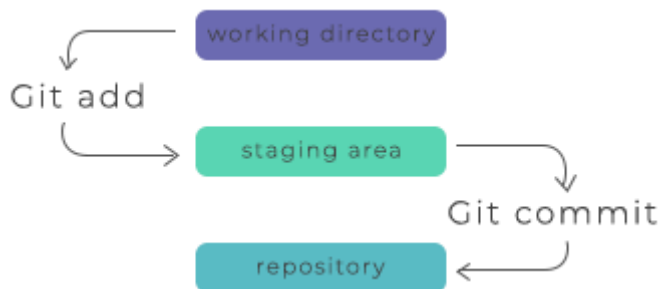 working directory
Git add
staging area
Git commit
repository